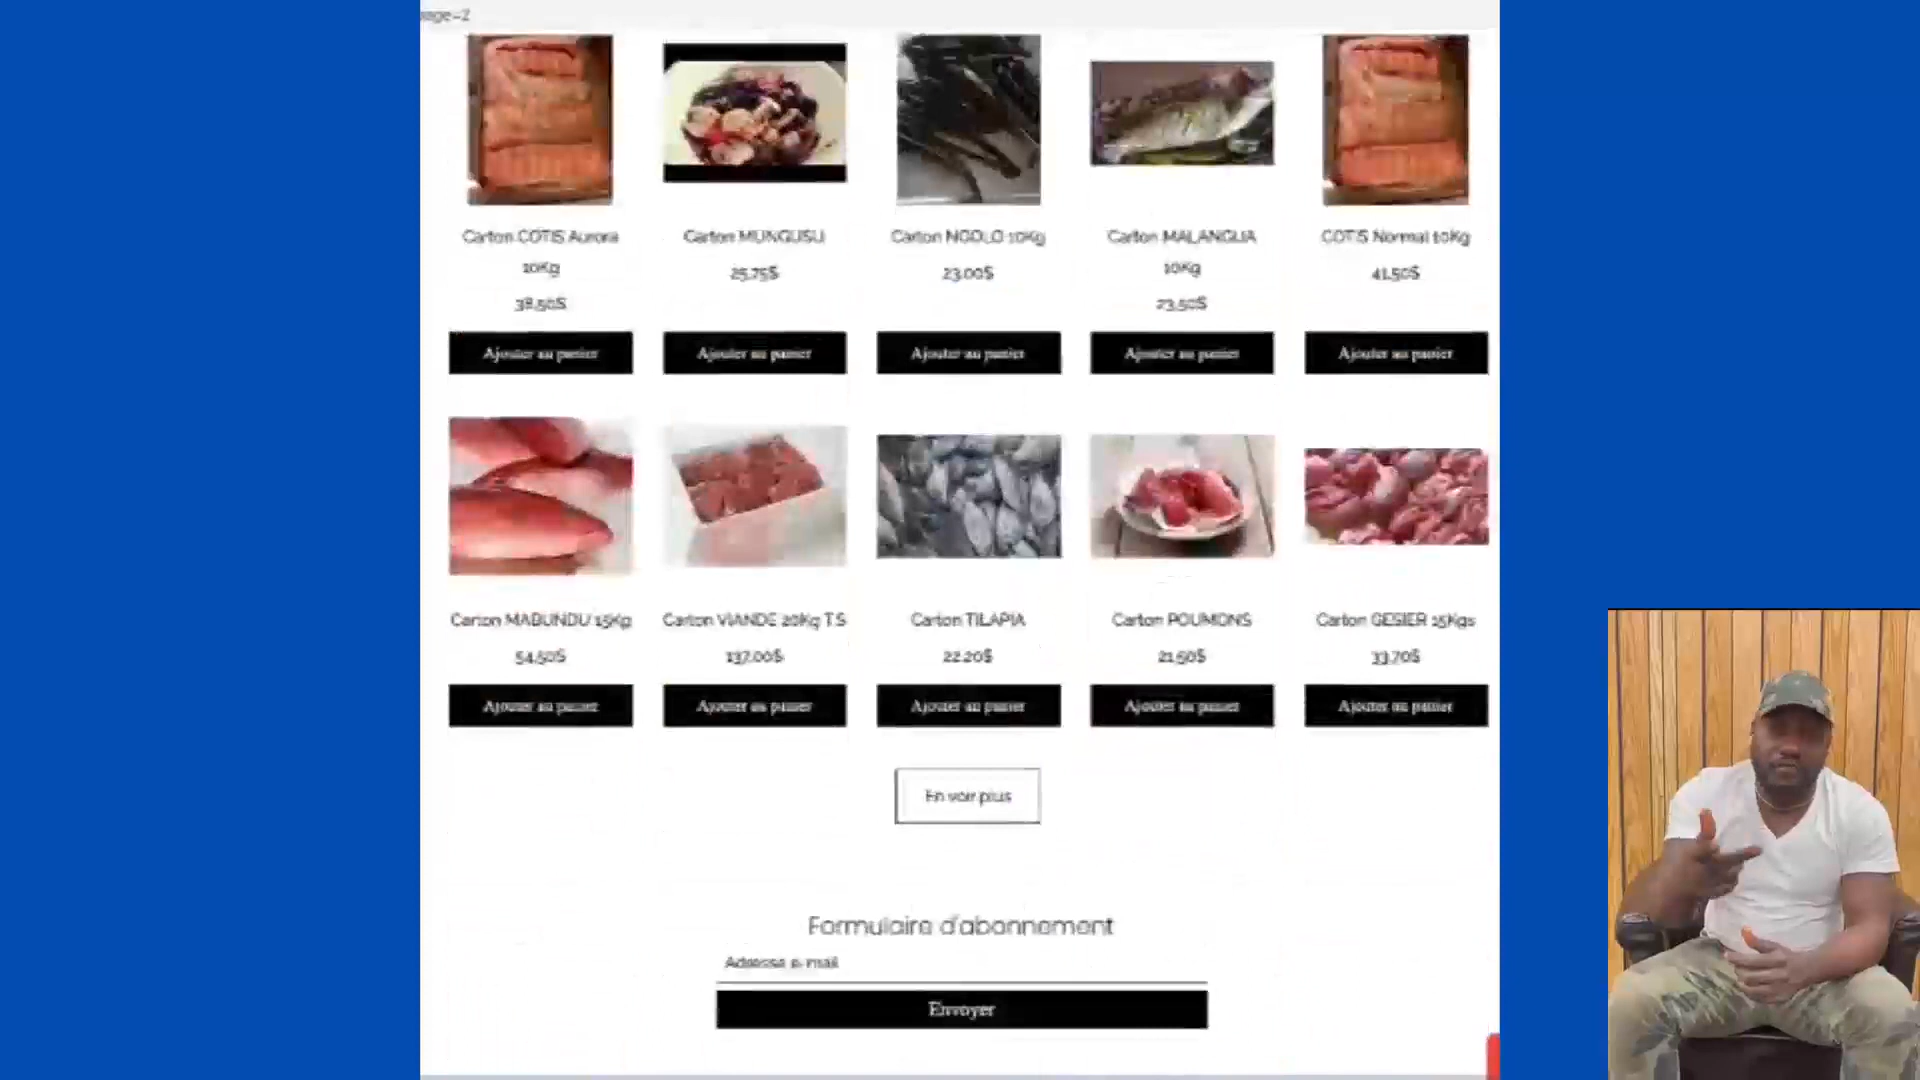 page=2
Carton COTIS Aurora
10Kg
38.50$
Carton MUNGUSU
25.75$
Carton NGOLO 10Kg
23.00$
Carton MALANGUA
10Kg
23.50$
COTIS Normal 10Kg
41.50$
Ajouter au panier
Ajouter au panier
Ajouter au panier
Ajouter au panier
Ajouter au panier
Carton MABUNDU 15Kg
54.50$
Carton VIANDE 20Kg T.S
137.00$
Carton TILAPIA
22.20$
Carton POUMONS
21.50$
Carton GESIER 15Kgs
33.70$
Ajouter au panier
Ajouter au panier
Ajouter au panier
Ajouter au panier
Ajouter au panier
En voir plus
Formulaire d'abonnement
Adresse e-mail
Envoyer